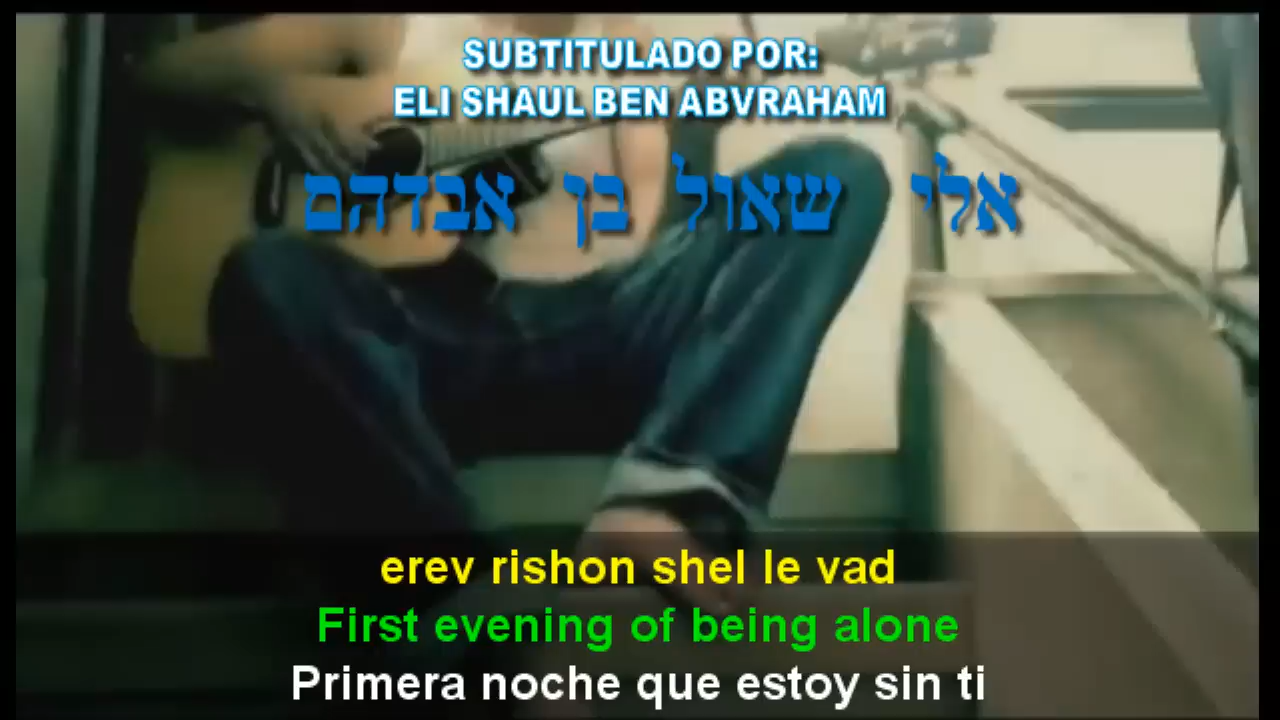 SUBTITULADO POR:
ELI SHAUL BEN ABVRAHAM
אלי שאול בן אבדהם
erev rishon shel le vad
First evening of being alone
Primera noche que estoy sin ti